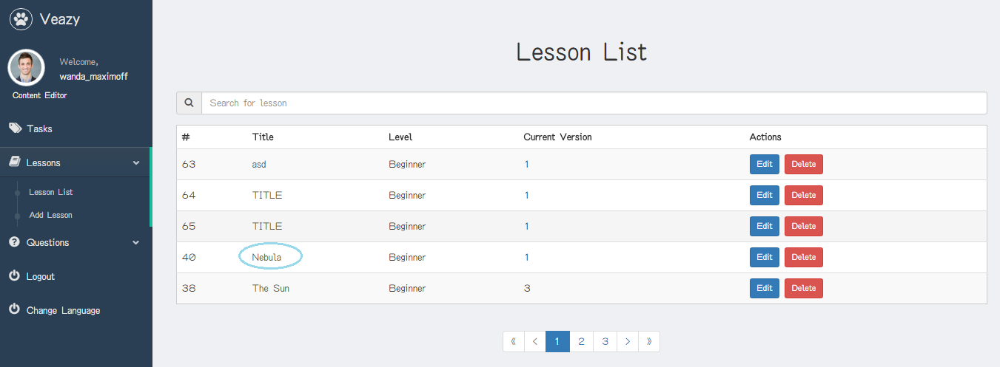 Veazy
Welcome,
wanda_maximoff
Content Editor
Tasks
Lessons
Lesson List
Add Lesson
Questions
Logout
Change Language
Lesson List
Search for lesson
# Title Level Current Version Actions
63 asd Beginner 1 Edit Delete
64 TITLE Beginner 1 Edit Delete
65 TITLE Beginner 1 Edit Delete
40 Nebula Beginner 1 Edit Delete
38 The Sun Beginner 3 Edit Delete
« < 1 2 3 > »